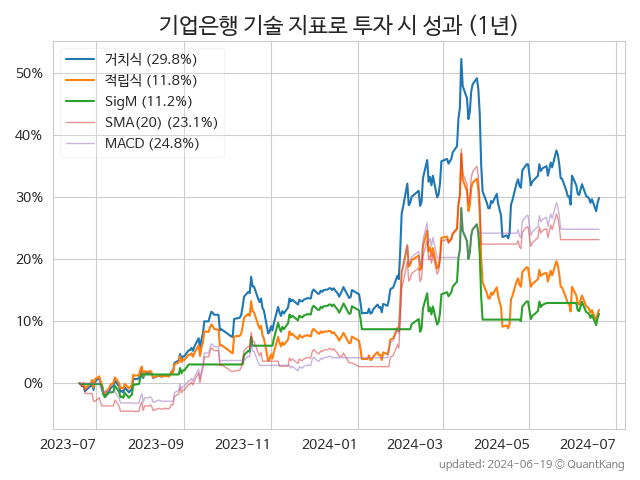 기업은행 기술 지표로 투자 시 성과 (1년)
거치식 (29.8%)
적립식 (11.8%)
SigM (11.2%)
SMA(20) (23.1%)
MACD (24.8%)
50%
40%
30%
20%
10%
0%
2023-07 2023-09 2023-11 2024-01 2024-03 2024-05 2024-07
updated: 2024-06-19 © QuantKang